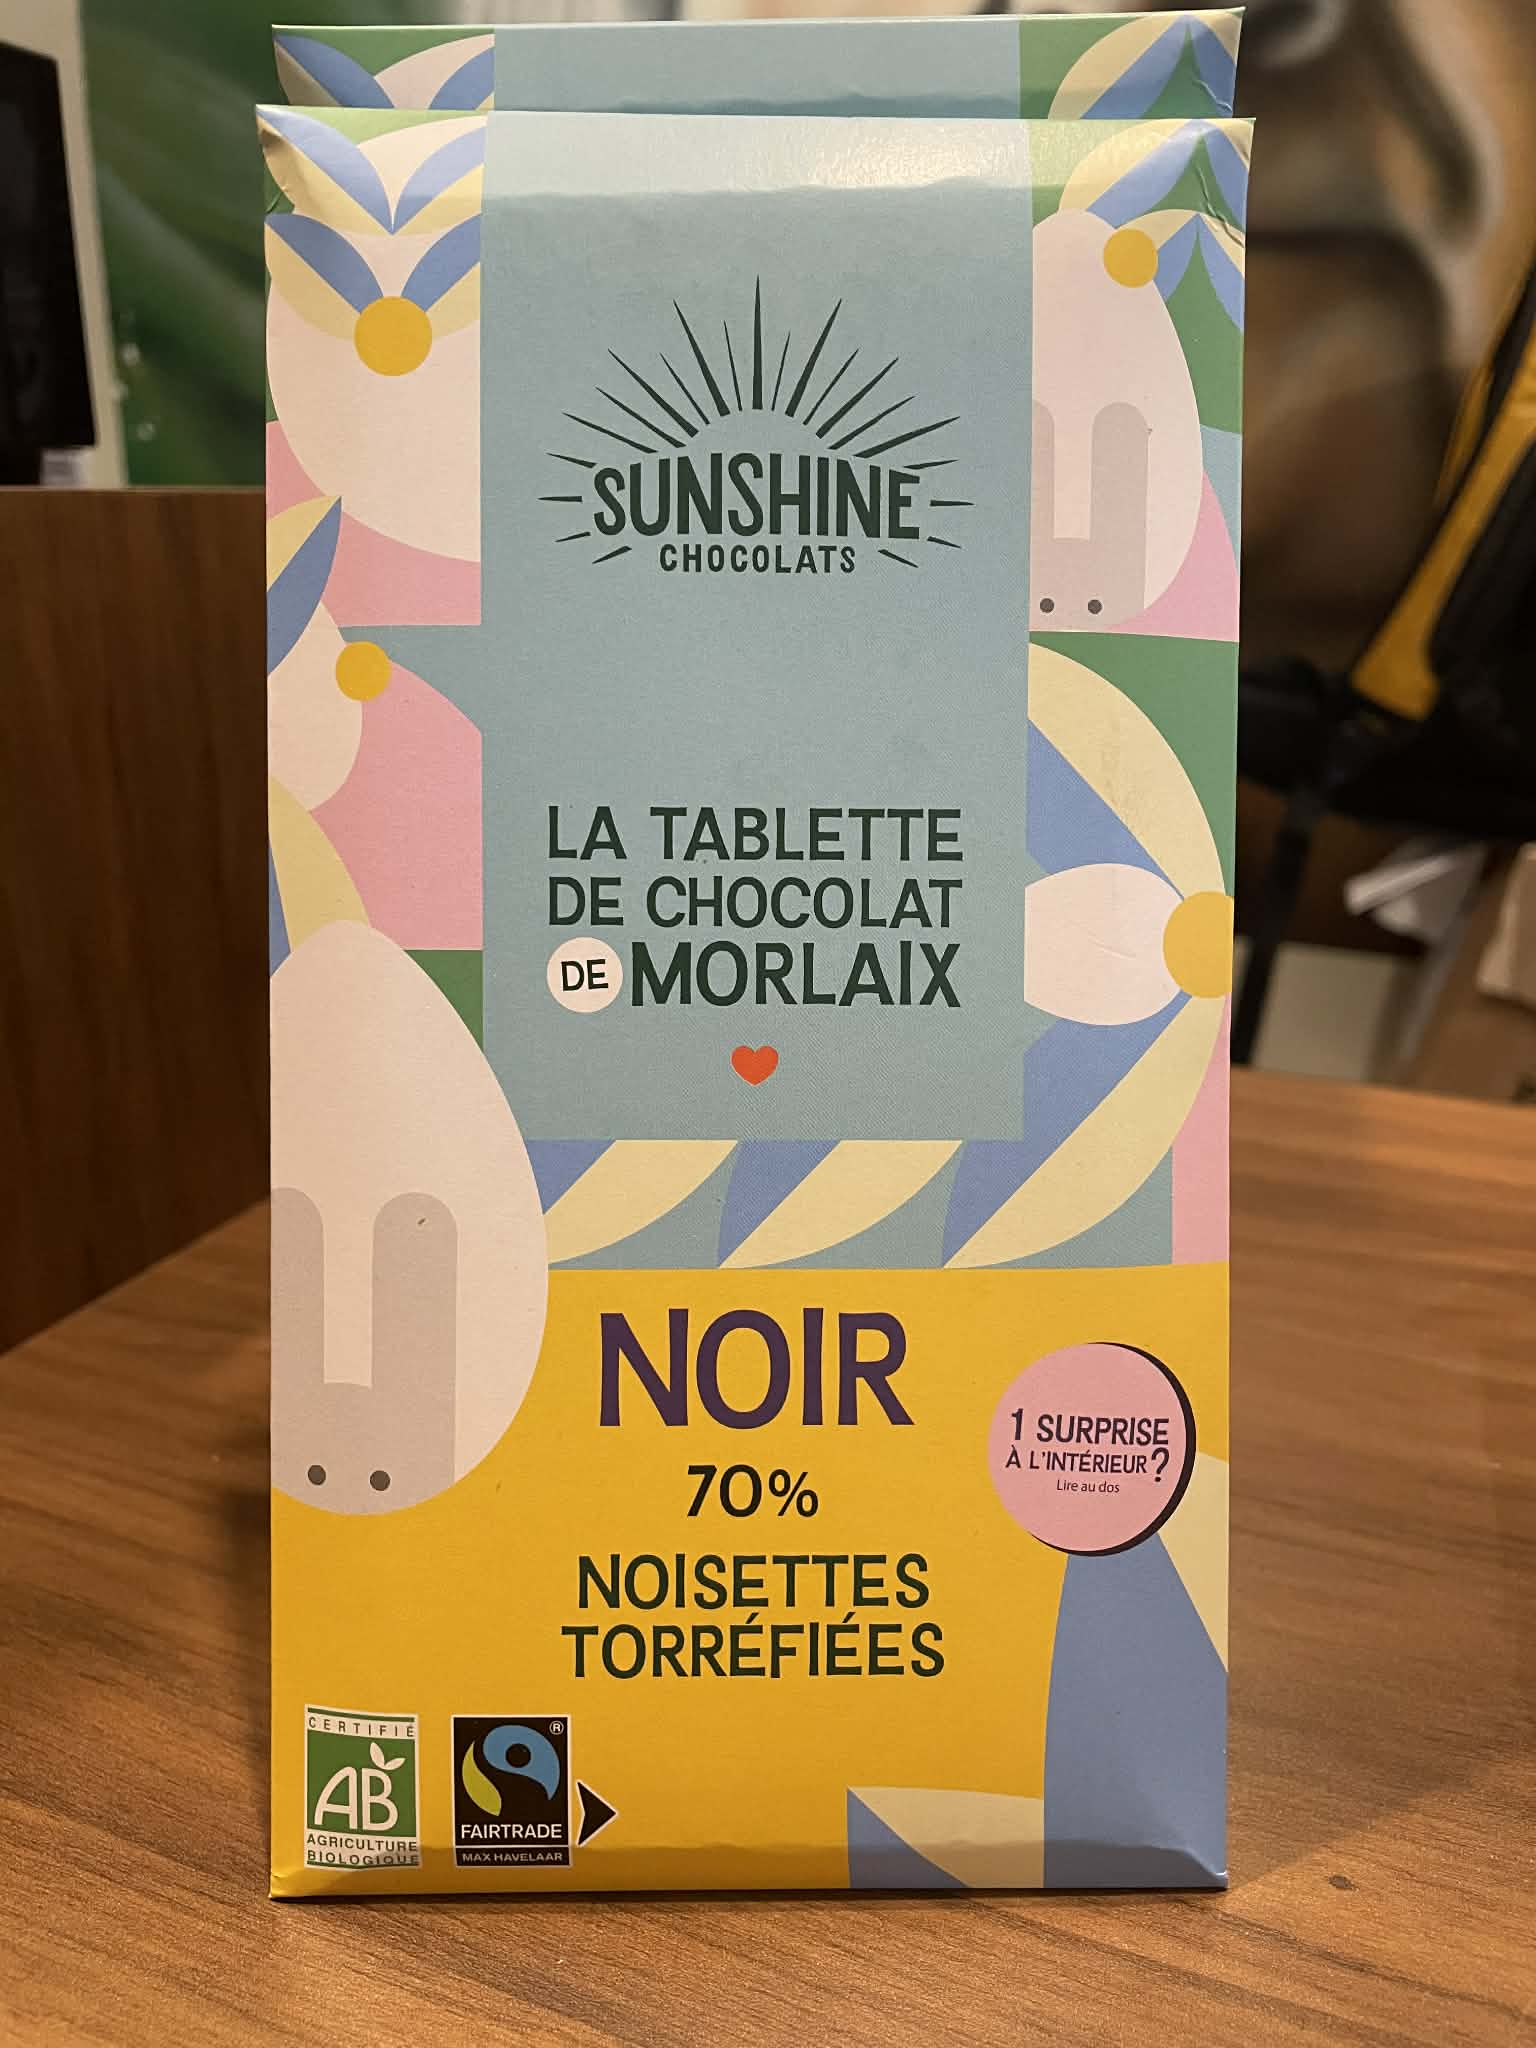 SUNSHINE
CHOCOLATS
LA TABLETTE
DE CHOCOLAT
DE MORLAIX
NOIR
70%
NOISETTES
TORRÉFIÉES
1 SURPRISE
À L'INTÉRIEUR ?
Lire au dos
CERTIFIÉ
AB
AGRICULTURE
BIOLOGIQUE
®
FAIRTRADE
MAX HAVELAAR